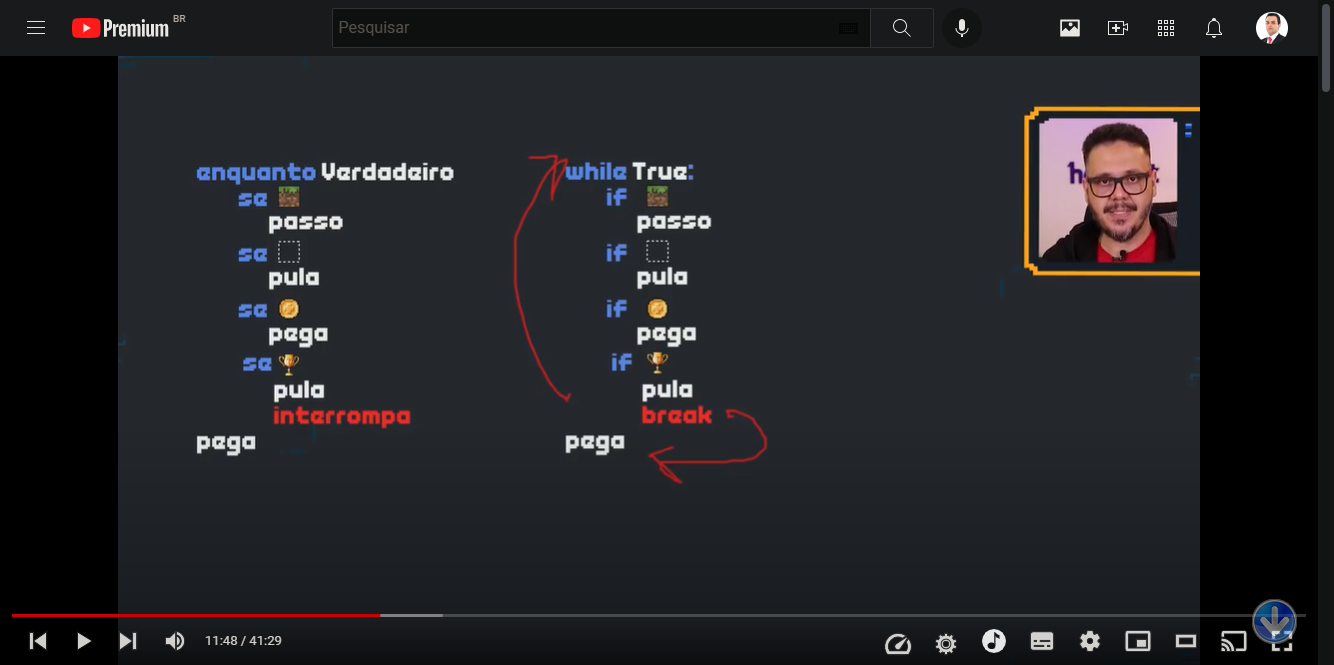 Premium BR
Pesquisar
enquanto Verdadeiro
se
passo
se
pula
se
pega
se
pula
interrompa
pega
while True:
if
passo
if
pula
if
pega
if
pula
break
pega
11:48 / 41:29